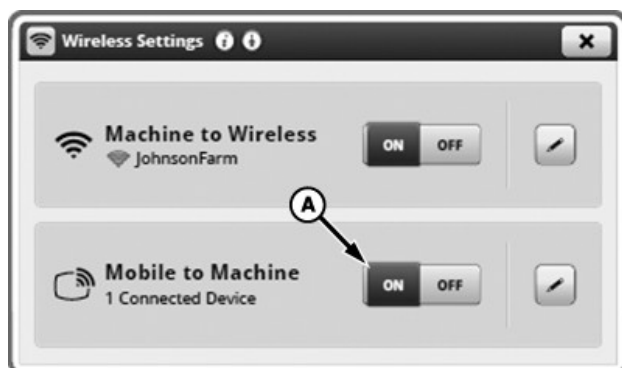 Wireless Settings
Machine to Wireless
JohnsonFarm
ON OFF
A
Mobile to Machine
1 Connected Device
ON OFF